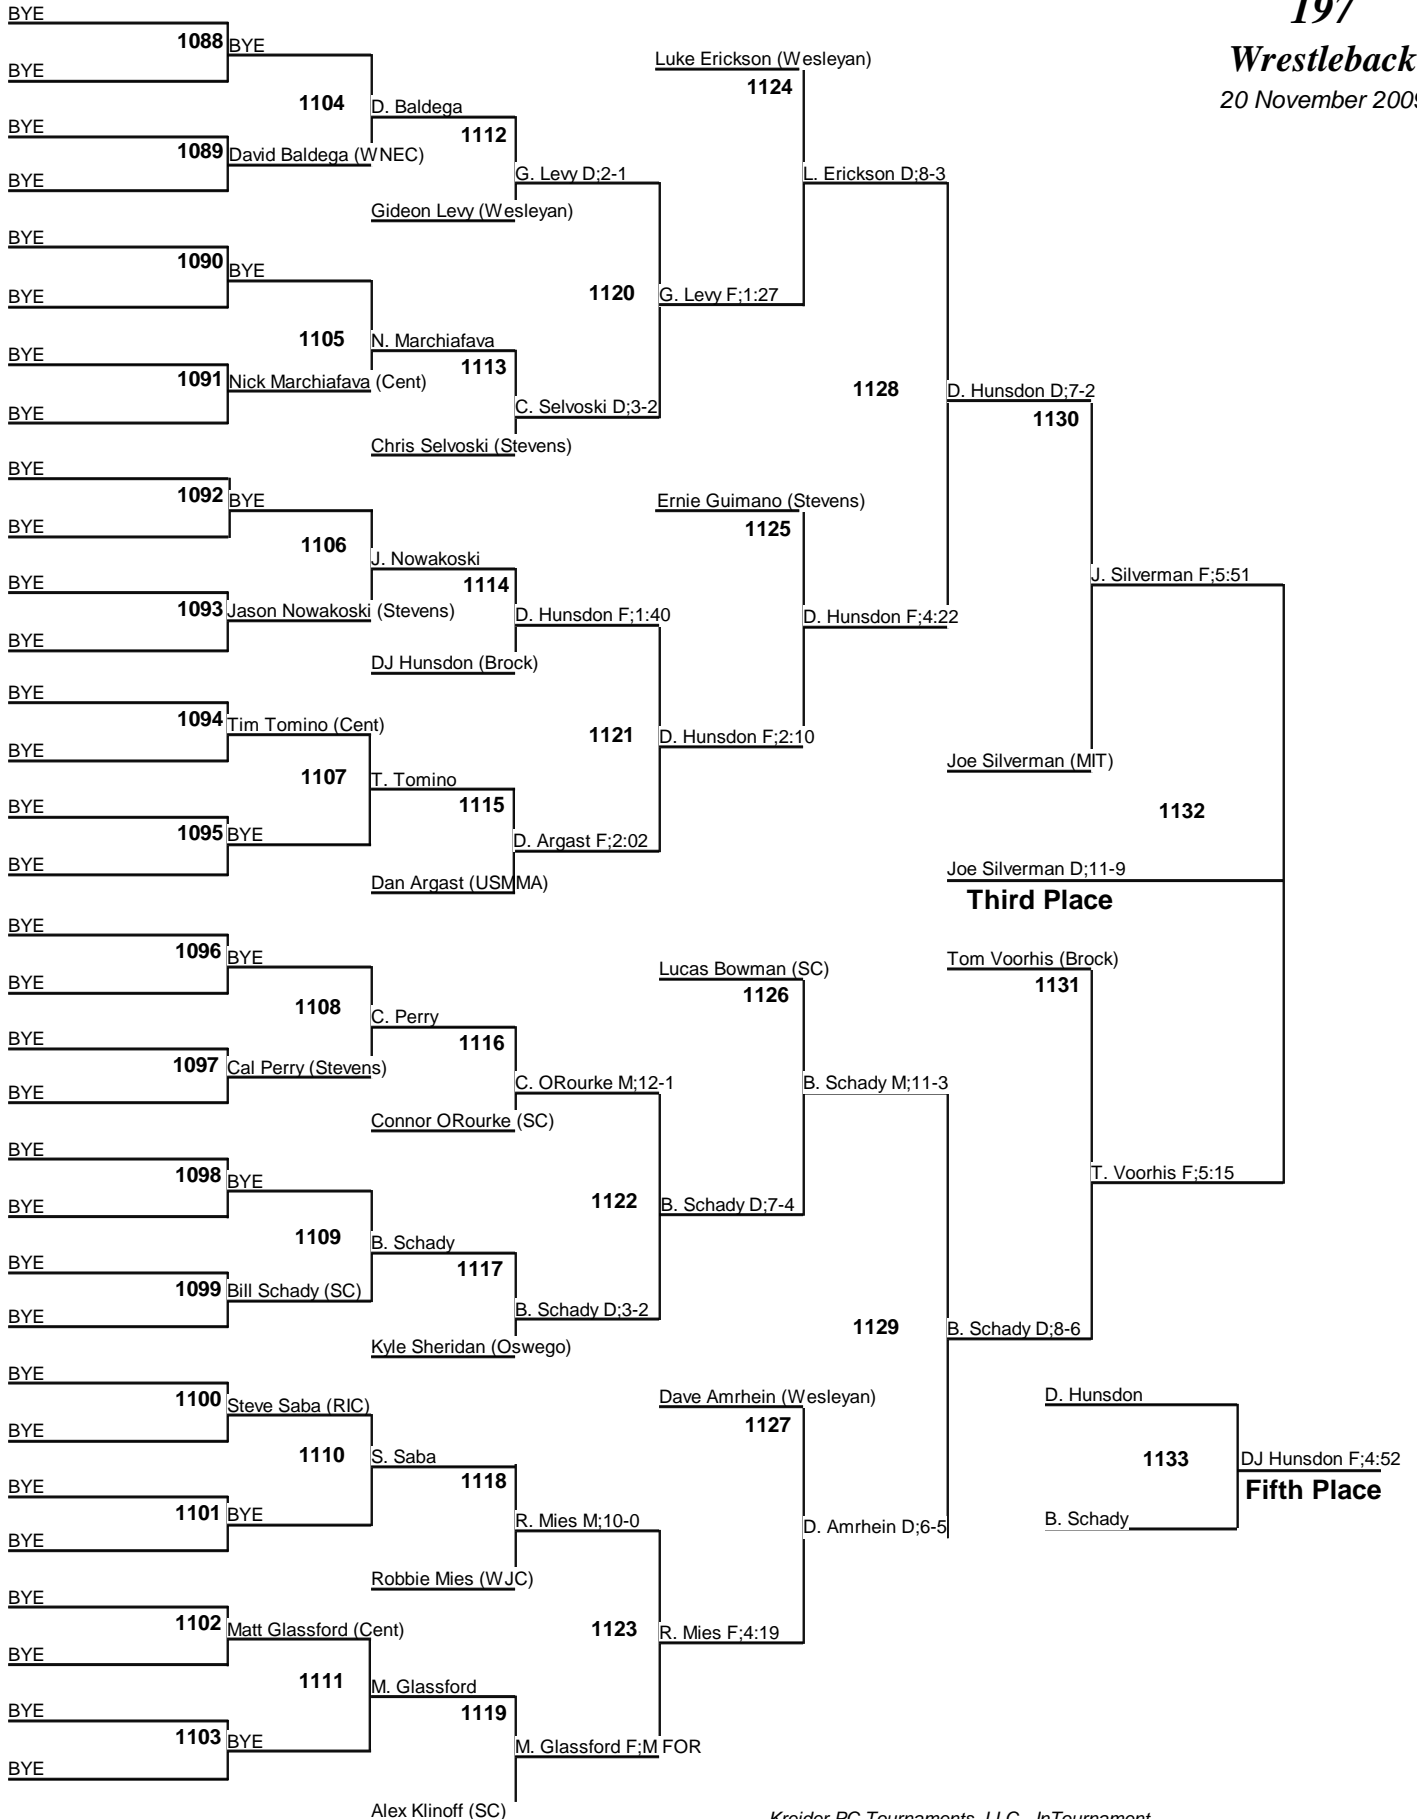 197
Wrestleback
20 November 2009
BYE
1088
BYE
BYE
1104
D. Baldega
BYE
1089
David Baldega (WNEC)
BYE
1112
G. Levy D;2-1
Gideon Levy (Wesleyan)
BYE
1090
BYE
BYE
1105
N. Marchiafava
BYE
1091
Nick Marchiafava (Cent)
BYE
1113
C. Selvoski D;3-2
Chris Selvoski (Stevens)
1120
G. Levy F;1:27
Luke Erickson (Wesleyan)
1124
L. Erickson D;8-3
BYE
1092
BYE
BYE
1106
J. Nowakoski
BYE
1093
Jason Nowakoski (Stevens)
BYE
1114
D. Hunsdon F;1:40
DJ Hunsdon (Brock)
BYE
1094
Tim Tomino (Cent)
BYE
1107
T. Tomino
BYE
1095
BYE
BYE
1115
D. Argast F;2:02
Dan Argast (USMMA)
1121
D. Hunsdon F;2:10
Ernie Guimano (Stevens)
1125
D. Hunsdon F;4:22
1128
D. Hunsdon D;7-2
1130
J. Silverman F;5:51
Joe Silverman (MIT)
1132
Joe Silverman D;11-9
Third Place
BYE
1096
BYE
BYE
1108
C. Perry
BYE
1097
Cal Perry (Stevens)
BYE
1116
C. ORourke M;12-1
Connor ORourke (SC)
BYE
1098
BYE
BYE
1109
B. Schady
BYE
1099
Bill Schady (SC)
BYE
1117
B. Schady D;3-2
Kyle Sheridan (Oswego)
1122
B. Schady D;7-4
Lucas Bowman (SC)
1126
B. Schady M;11-3
Tom Voorhis (Brock)
1131
T. Voorhis F;5:15
1129
B. Schady D;8-6
BYE
1100
Steve Saba (RIC)
BYE
1110
S. Saba
BYE
1101
BYE
BYE
1118
R. Mies M;10-0
Robbie Mies (WJC)
BYE
1102
Matt Glassford (Cent)
BYE
1111
M. Glassford
BYE
1103
BYE
BYE
1119
M. Glassford F;M FOR
Alex Klinoff (SC)
1123
R. Mies F;4:19
Dave Amrhein (Wesleyan)
1127
D. Amrhein D;6-5
D. Hunsdon
1133
DJ Hunsdon F;4:52
Fifth Place
B. Schady
Kreider PC Tournaments, LLC - InTournament